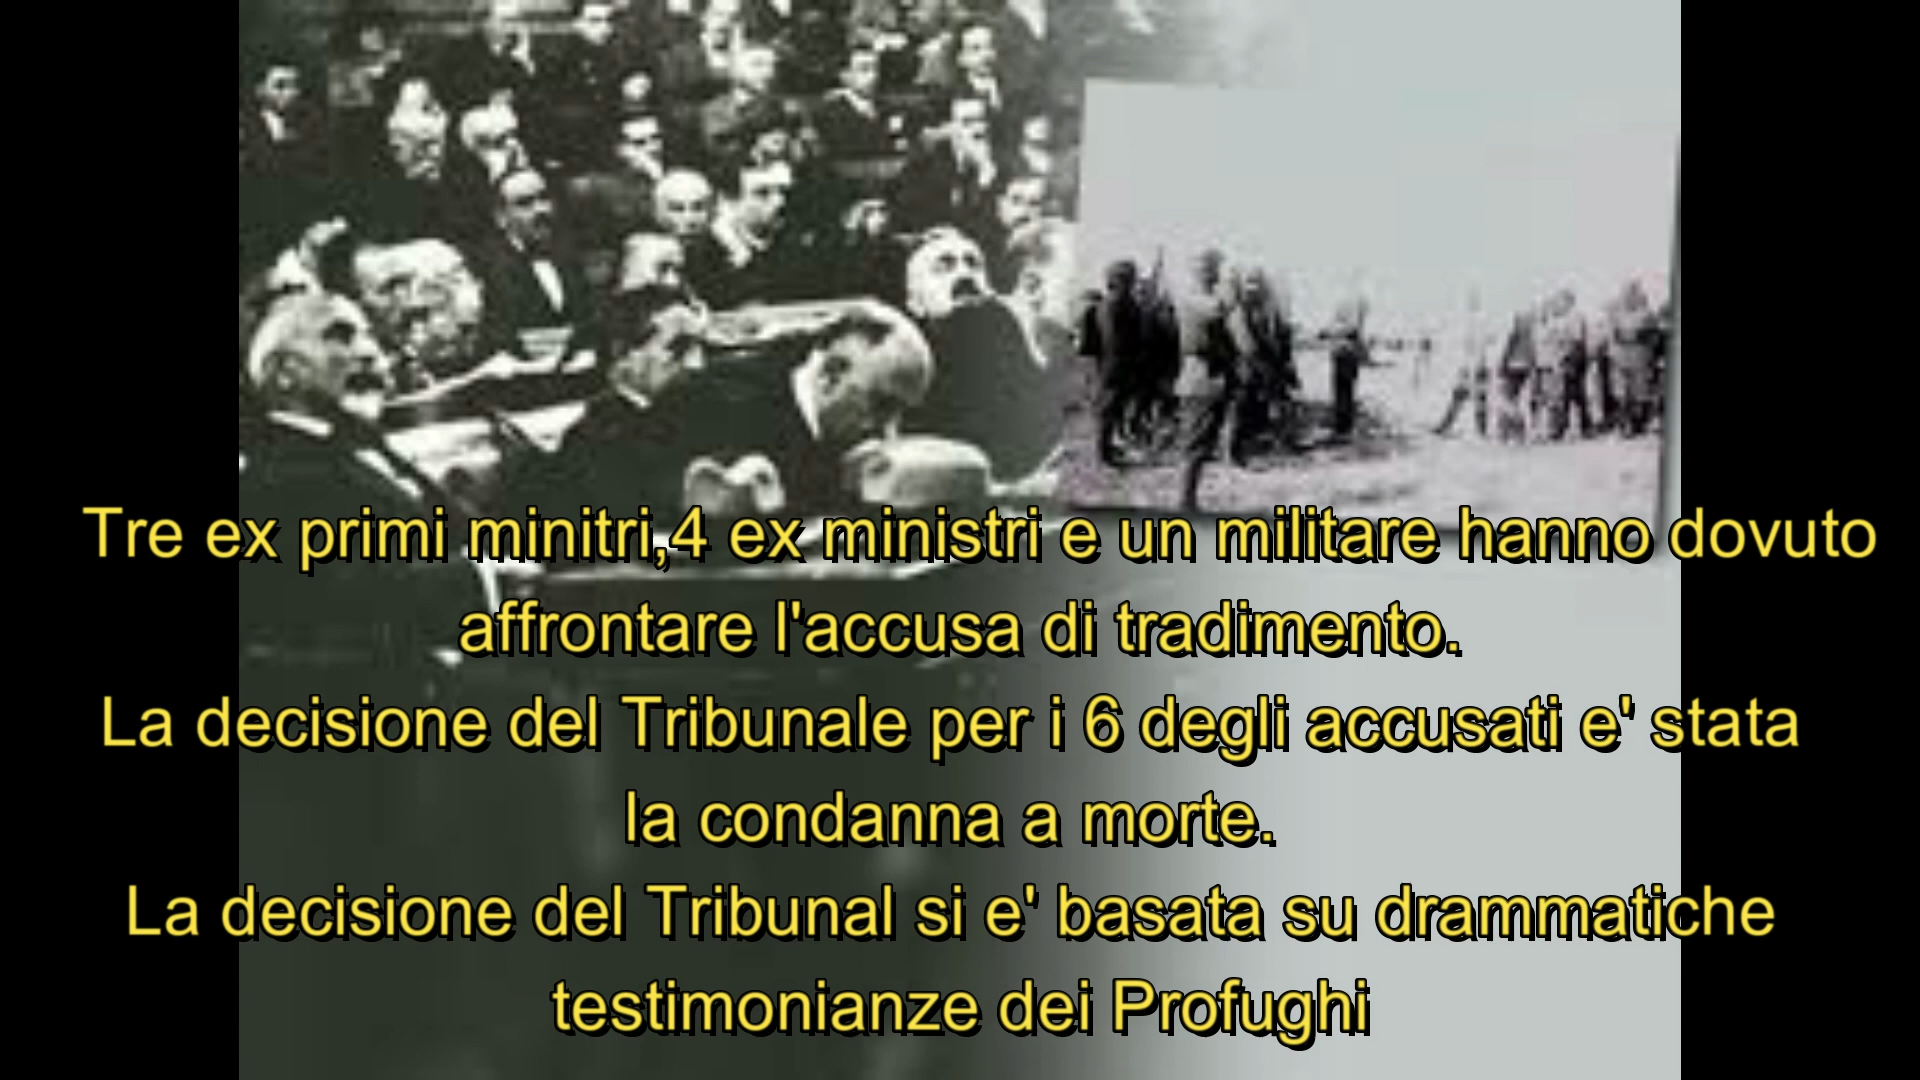 Tre ex primi minitri,4 ex ministri e un militare hanno dovuto
affrontare l'accusa di tradimento.
La decisione del Tribunale per i 6 degli accusati e' stata
la condanna a morte.
La decisione del Tribunal si e' basata su drammatiche
testimonianze dei Profughi